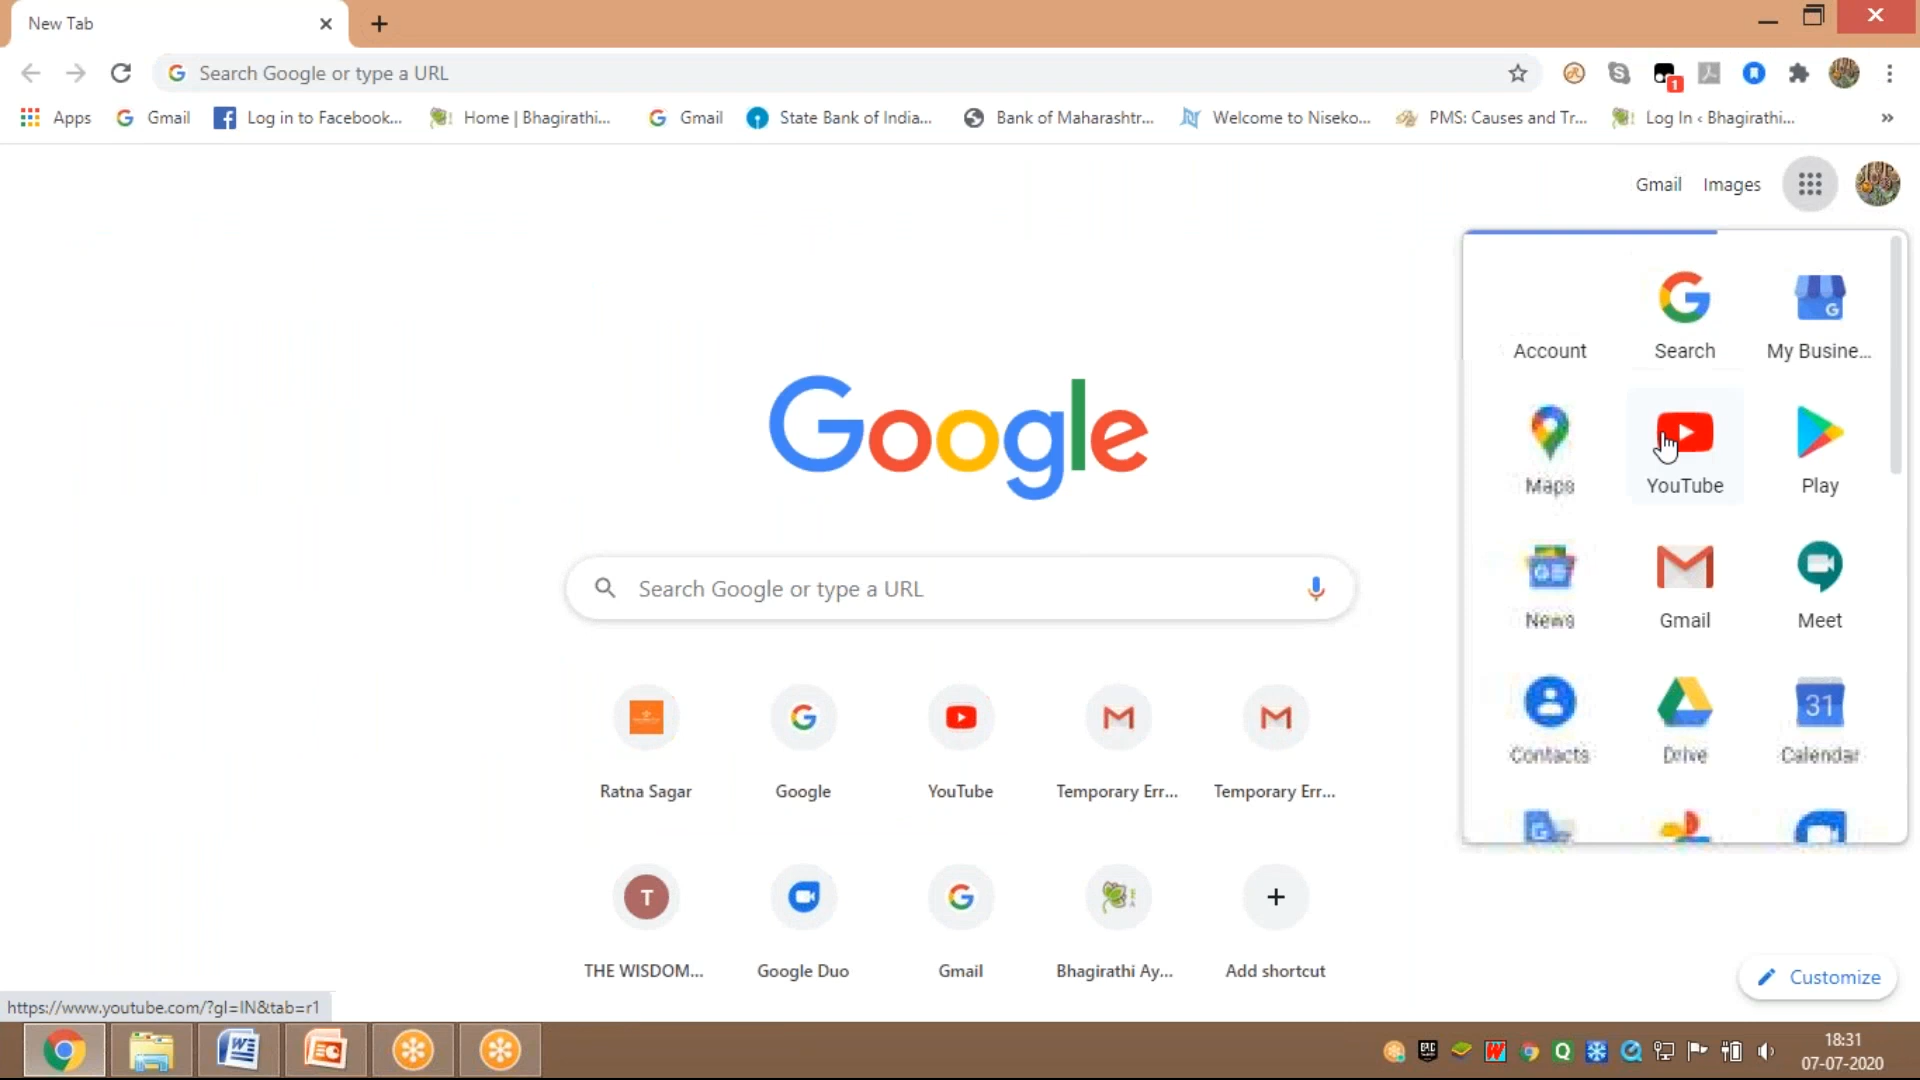 New Tab
Search Google or type a URL
1
Apps
Gmail
Log in to Facebook...
Home | Bhagirathi...
Gmail
State Bank of India...
Bank of Maharashtr...
Welcome to Niseko...
PMS: Causes and Tr...
Log In ‹ Bhagirathi...
»
Gmail Images
Account Search My Busine...
Maps YouTube Play
News Gmail Meet
Contacts Drive Calendar
31
Google
Search Google or type a URL
Ratna Sagar Google YouTube Temporary Err... Temporary Err...
T
THE WISDOM... Google Duo Gmail Bhagirathi Ay... Add shortcut
Customize
https://www.youtube.com/?gl=IN&tab=r1
18:31
07-07-2020